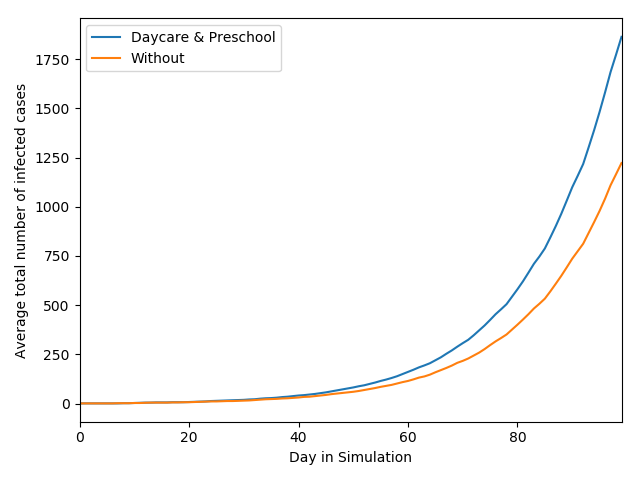 Daycare & Preschool
Without
1750
1500
1250
1000
750
500
250
0
Average total number of infected cases
0 20 40 60 80
Day in Simulation